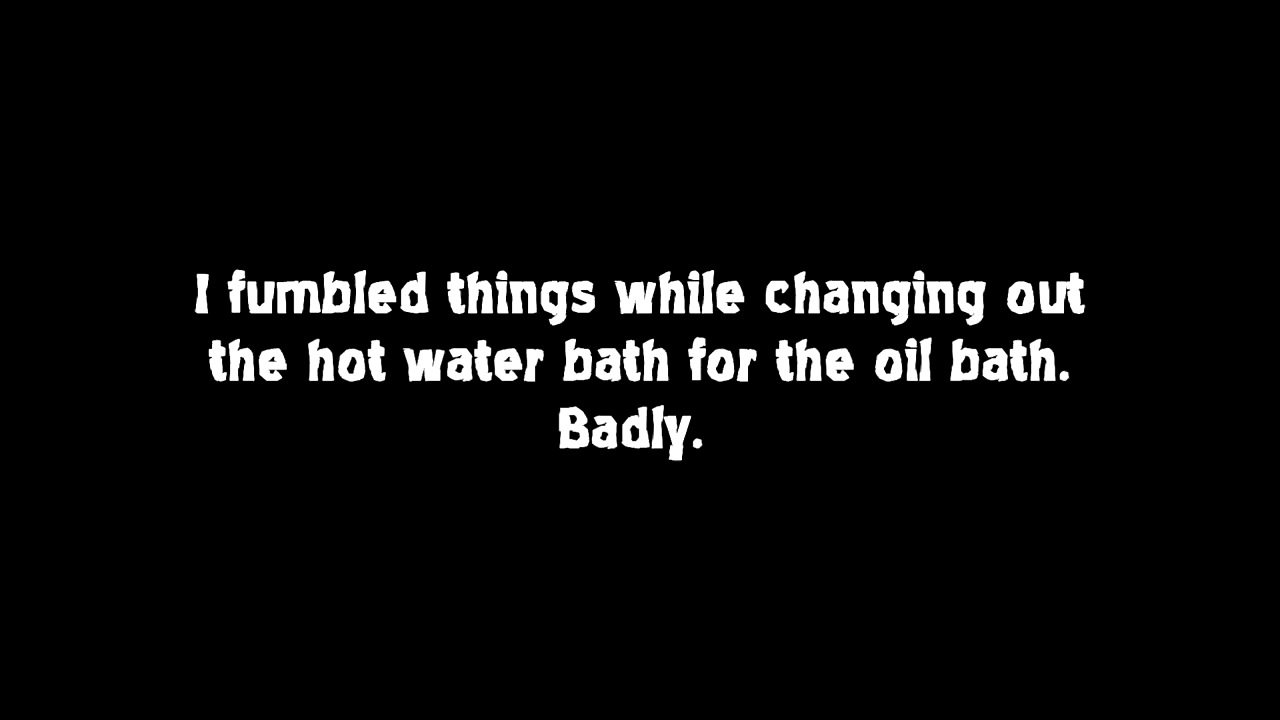 I fumbled things while changing out
the hot water bath for the oil bath.
Badly.